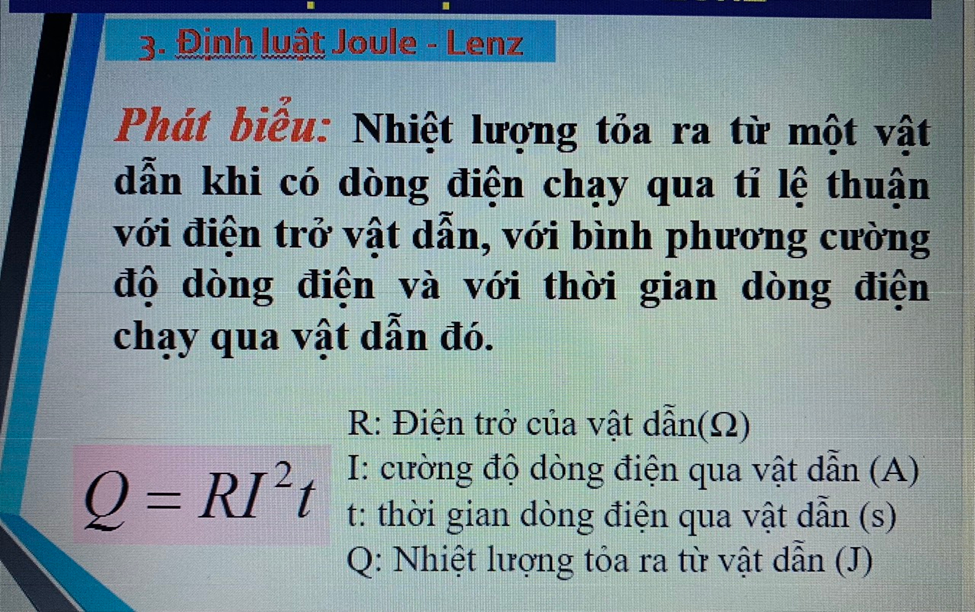 3. Định luật Joule - Lenz
Phát biểu: Nhiệt lượng tỏa ra từ một vật
dẫn khi có dòng điện chạy qua tỉ lệ thuận
với điện trở vật dẫn, với bình phương cường
độ dòng điện và với thời gian dòng điện
chạy qua vật dẫn đó.
R: Điện trở của vật dẫn(Ω)
I: cường độ dòng điện qua vật dẫn (A)
Q = RI²t
t: thời gian dòng điện qua vật dẫn (s)
Q: Nhiệt lượng tỏa ra từ vật dẫn (J)